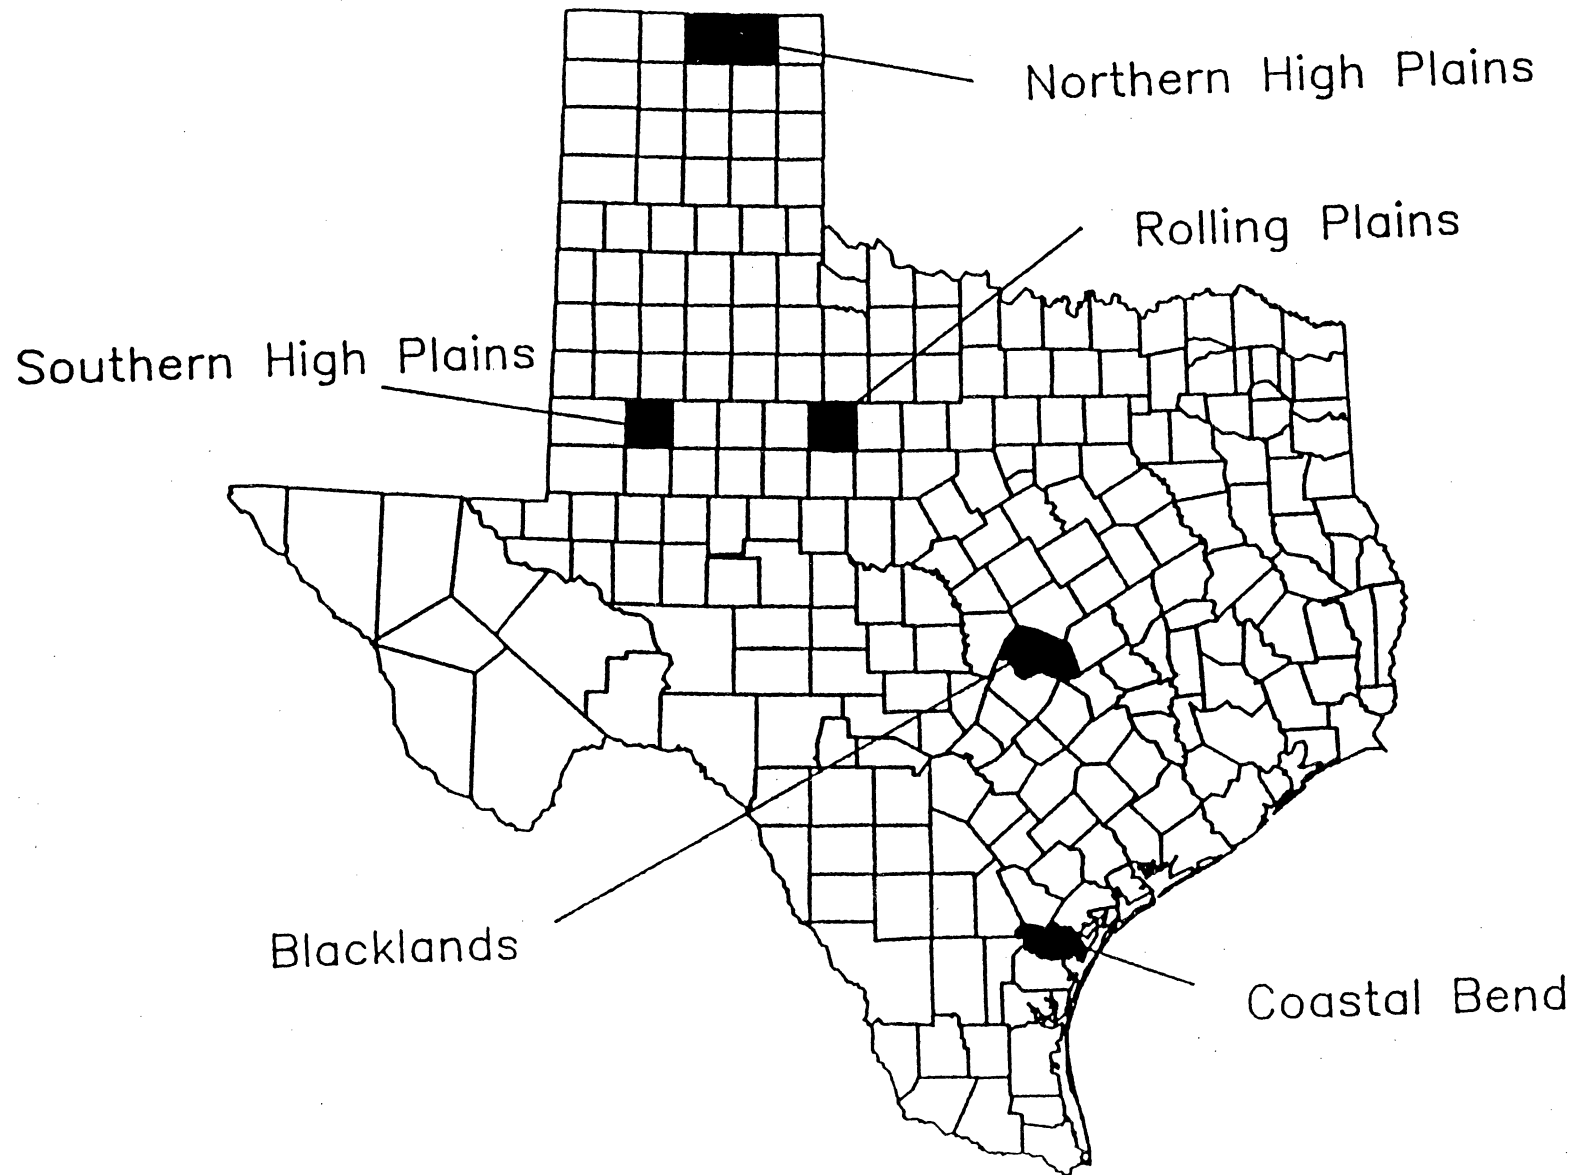 Northern High Plains
Rolling Plains
Southern High Plains
Blacklands
Coastal Bend